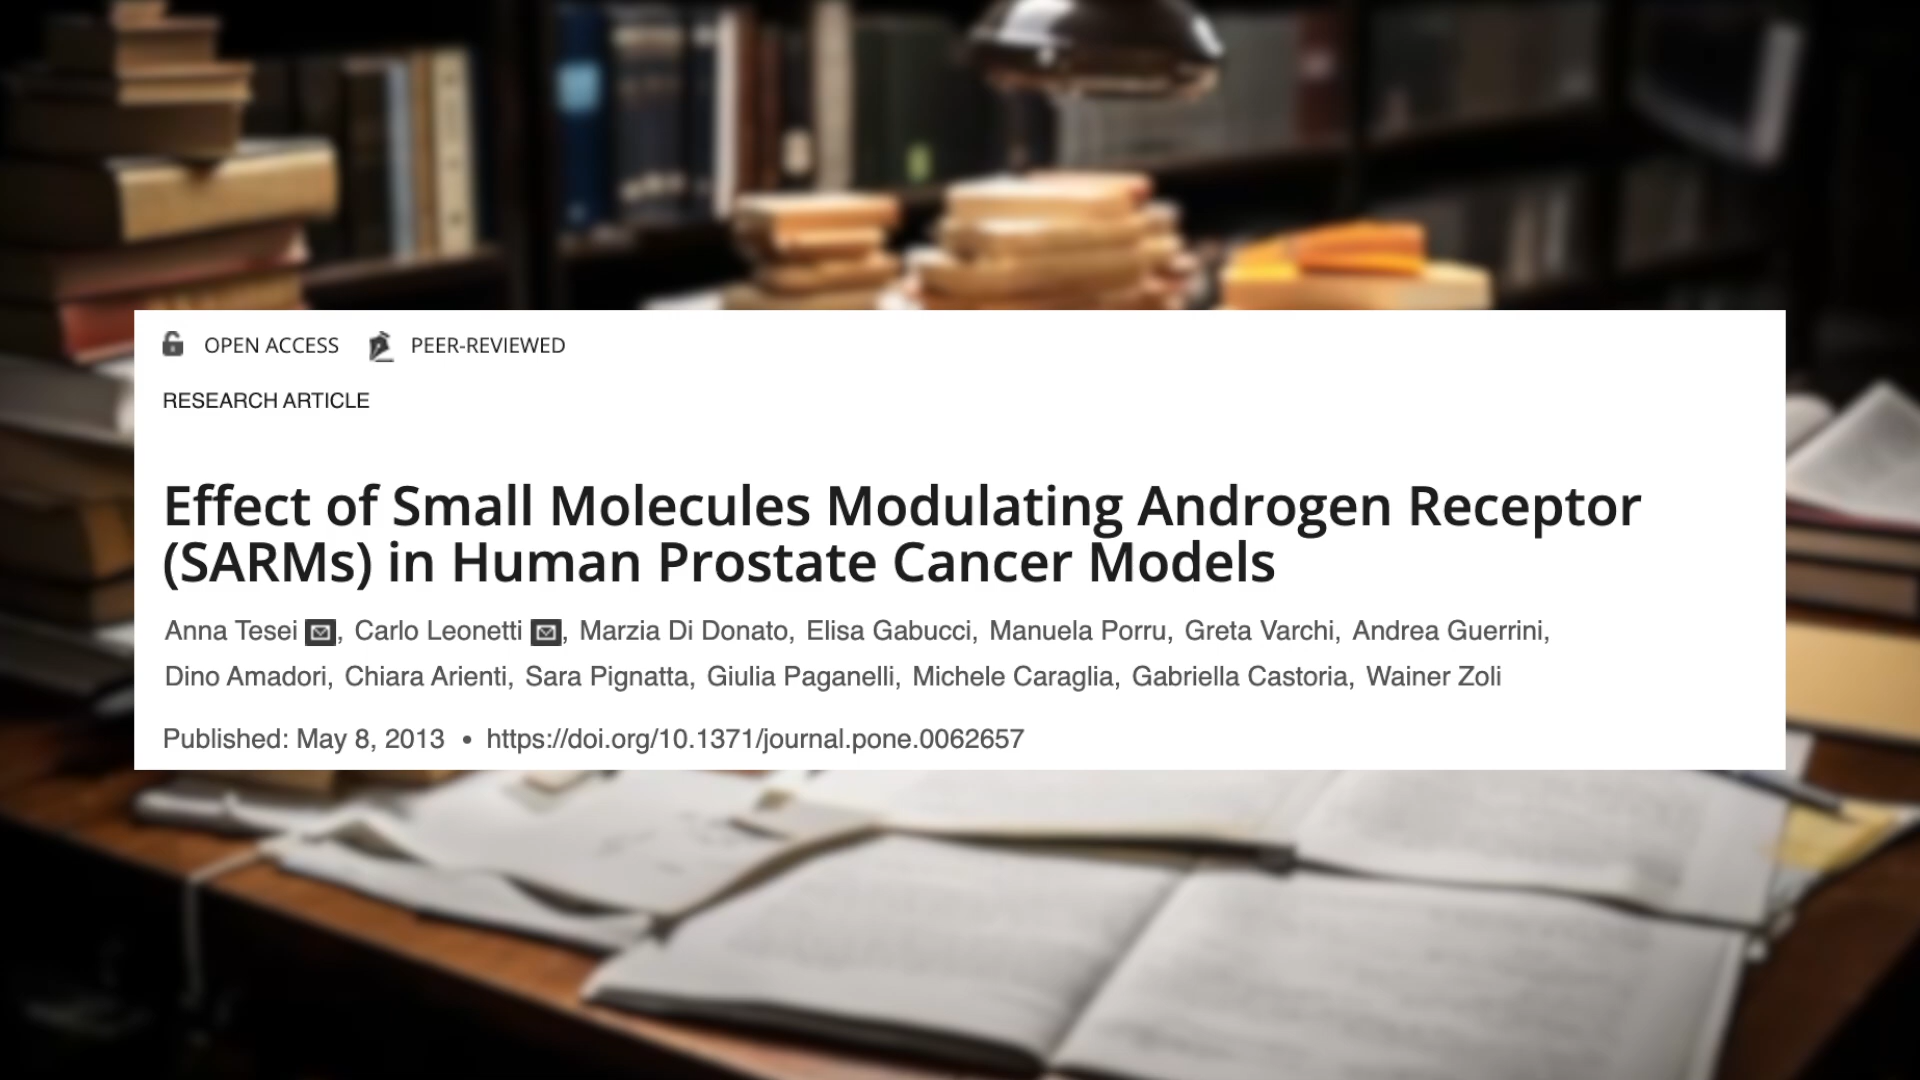 OPEN ACCESS PEER-REVIEWED
RESEARCH ARTICLE
Effect of Small Molecules Modulating Androgen Receptor
(SARMs) in Human Prostate Cancer Models
Anna Tesei, Carlo Leonetti, Marzia Di Donato, Elisa Gabucci, Manuela Porru, Greta Varchi, Andrea Guerrini,
Dino Amadori, Chiara Arienti, Sara Pignatta, Giulia Paganelli, Michele Caraglia, Gabriella Castoria, Wainer Zoli
Published: May 8, 2013 • https://doi.org/10.1371/journal.pone.0062657